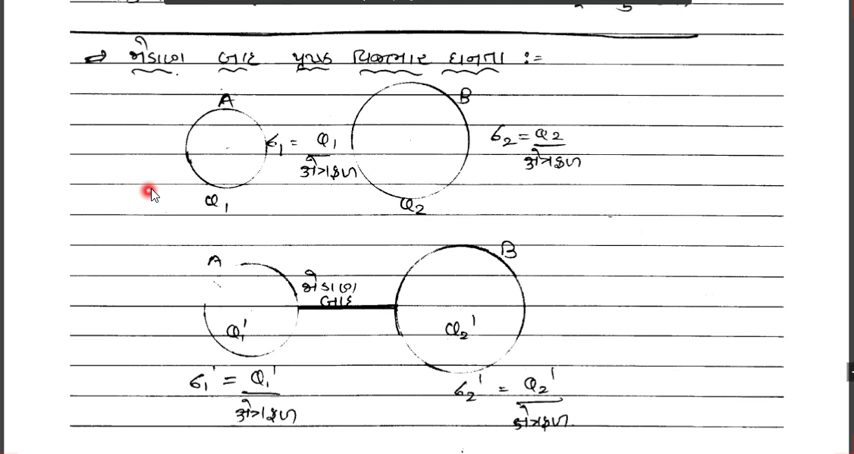 ⇒ જોડાણ બાદ પૃષ્ઠ વિજભાર ઘનતા :=
A
B
σ₁ = Q₁ / ક્ષેત્રફળ
σ₂ = Q₂ / ક્ષેત્રફળ
Q₁
Q₂
A
B
જોડાણ
બાદ
Q₁'
Q₂'
σ₁' = Q₁' / ક્ષેત્રફળ
σ₂' = Q₂' / ક્ષેત્રફળ.